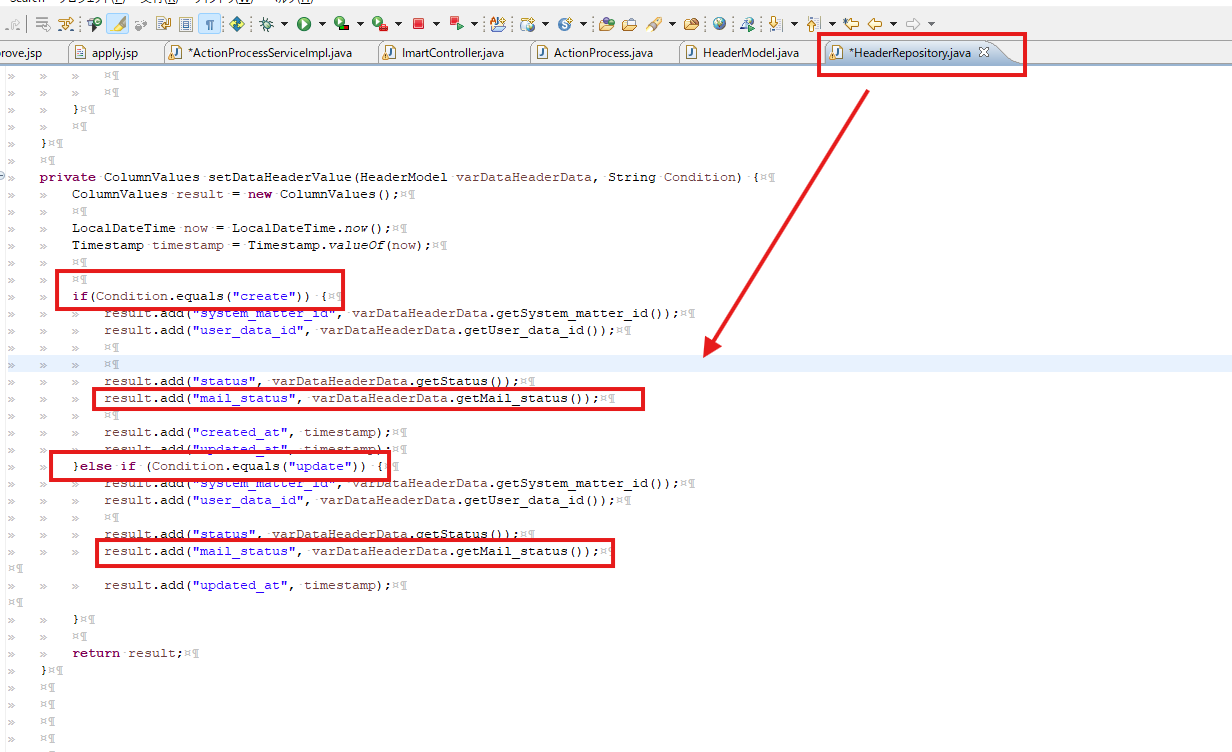 rove.jsp
apply.jsp
*ActionProcessServiceImpl.java
ImartController.java
ActionProcess.java
HeaderModel.java
*HeaderRepository.java
}
}
private ColumnValues setDataHeaderValue(HeaderModel varDataHeaderData, String Condition) {
ColumnValues result = new ColumnValues();
LocalDateTime now = LocalDateTime.now();
Timestamp timestamp = Timestamp.valueOf(now);
if(Condition.equals("create")) {
result.add("system_matter_id", varDataHeaderData.getSystem_matter_id());
result.add("user_data_id", varDataHeaderData.getUser_data_id());
result.add("status", varDataHeaderData.getStatus());
result.add("mail_status", varDataHeaderData.getMail_status());
result.add("created_at", timestamp);
result.add("updated_at", timestamp);
}else if (Condition.equals("update")) {
result.add("system_matter_id", varDataHeaderData.getSystem_matter_id());
result.add("user_data_id", varDataHeaderData.getUser_data_id());
result.add("status", varDataHeaderData.getStatus());
result.add("mail_status", varDataHeaderData.getMail_status());
result.add("updated_at", timestamp);
}
return result;
}